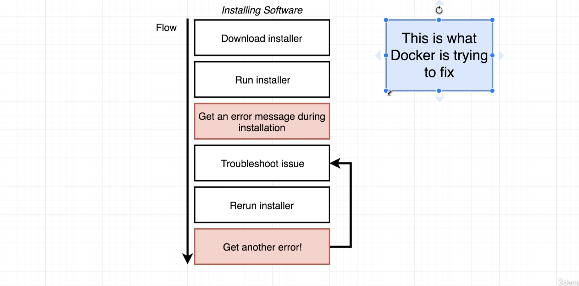 Installing Software
Flow
Download installer
Run installer
Get an error message during
installation
Troubleshoot issue
Rerun installer
Get another error!
This is what
Docker is trying
to fix